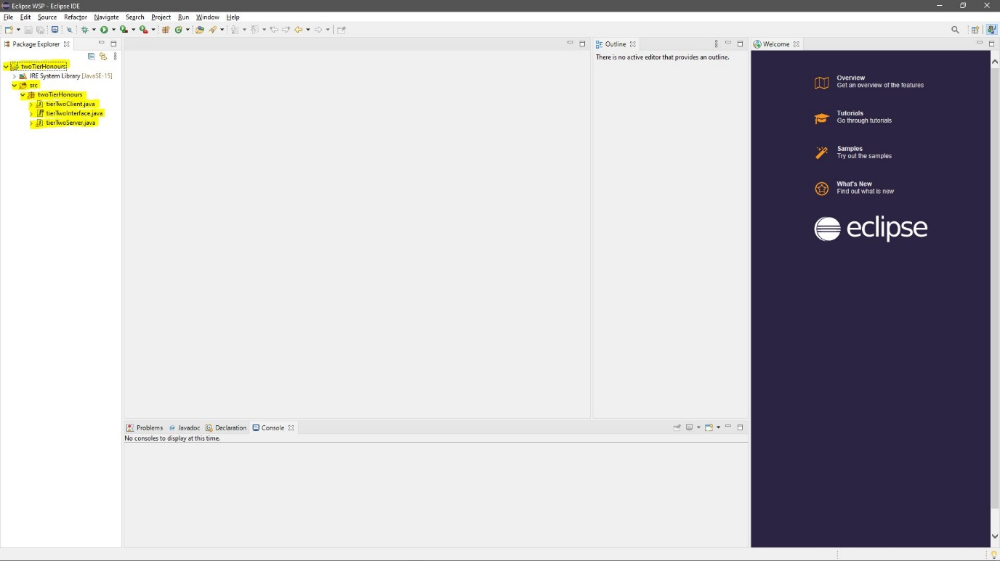 Eclipse WSP - Eclipse IDE
File Edit Source Refactor Navigate Search Project Run Window Help
Package Explorer
twoTierHonours
JRE System Library [JavaSE-15]
src
twoTierHonours
tierTwoClient.java
tierTwoInterface.java
tierTwoServer.java
Outline
There is no active editor that provides an outline.
Welcome
Overview
Get an overview of the features
Tutorials
Go through tutorials
Samples
Try out the samples
What's New
Find out what is new
eclipse
Problems @ Javadoc Declaration Console
No consoles to display at this time.